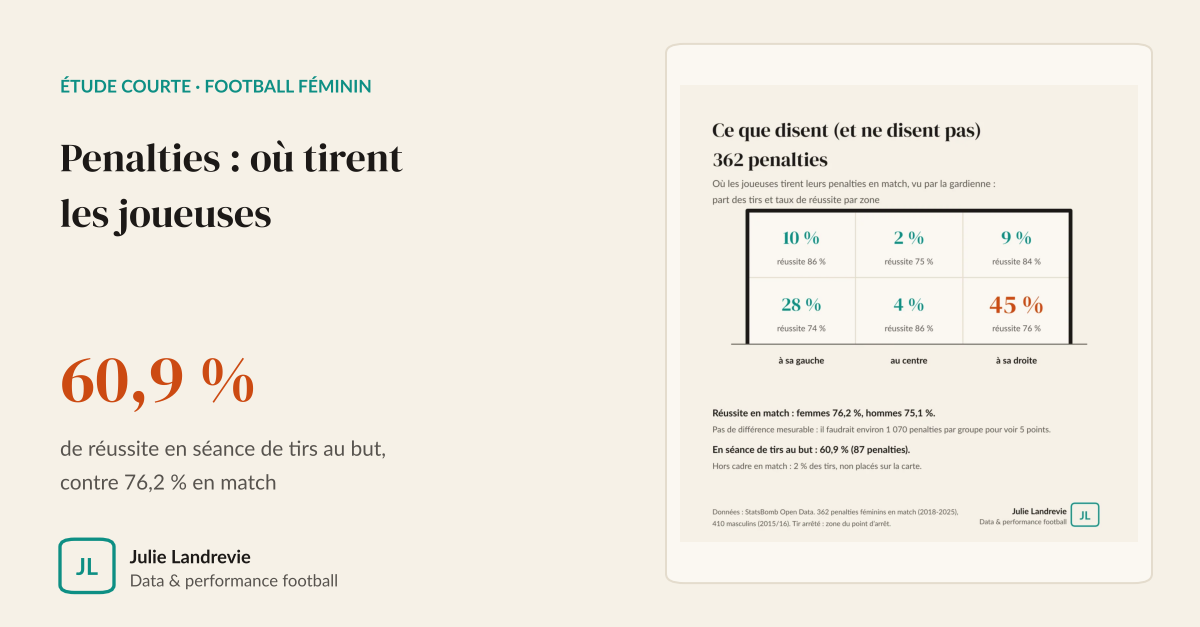 ÉTUDE COURTE · FOOTBALL FÉMININ
Penalties : où tirent
les joueuses
60,9 %
de réussite en séance de tirs au but,
contre 76,2 % en match
JL
Julie Landrevie
Data & performance football
Ce que disent (et ne disent pas)
362 penalties
Où les joueuses tirent leurs penalties en match, vu par la gardienne :
part des tirs et taux de réussite par zone
10 % 2 % 9 %
réussite 86 % réussite 75 % réussite 84 %
28 % 4 % 45 %
réussite 74 % réussite 86 % réussite 76 %
à sa gauche au centre à sa droite
Réussite en match : femmes 76,2 %, hommes 75,1 %.
Pas de différence mesurable : il faudrait environ 1 070 penalties par groupe pour voir 5 points.
En séance de tirs au but : 60,9 % (87 penalties).
Hors cadre en match : 2 % des tirs, non placés sur la carte.
Données : StatsBomb Open Data. 362 penalties féminins en match (2018-2025),
410 masculins (2015/16). Tir arrêté : zone du point d'arrêt.
Julie Landrevie
Data & performance football
JL